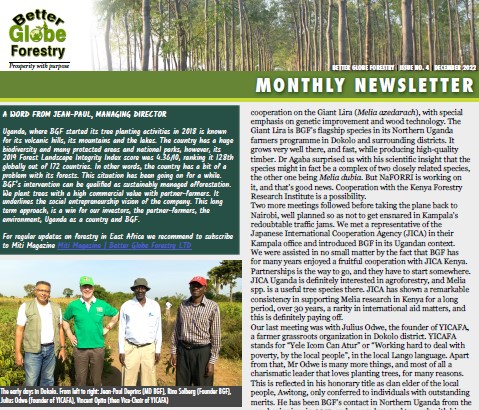 Better
Globe
Forestry
Prosperity with purpose
BETTER GLOBE FORESTRY | ISSUE NO. 4 | DECEMBER 2022
MONTHLY NEWSLETTER
A WORD FROM JEAN-PAUL, MANAGING DIRECTOR
Uganda, where BGF started its tree planting activities in 2018 is known
for its volcanic hills, its mountains and the lakes. The country has a huge
biodiversity and many protected areas and national parks, however, its
2019 Forest Landscape Integrity Index score was 4.36/10, ranking it 128th
globally out of 172 countries. In other words, the country has a bit of a
problem with its forests. This situation has been going on for a while.
BGF's intervention can be qualified as sustainably managed afforestation.
We plant trees with a high commercial value with partner-farmers. It
underlines the social entrepreneurship vision of the company. This long
term approach, is a win for our investors, the partner-farmers, the
environment, Uganda as a country and BGF.
For regular updates on forestry in East Africa we recommend to subscribe
to Miti Magazine Miti Magazine | Better Globe Forestry LTD
The early days in Dokolo. From left to right: Jean-Paul Deprins (MD BGF), Rino Solberg (Founder BGF),
Julius Odwe (founder of YICAFA), Vincent Opito (then Vice-Chair of YICAFA)
cooperation on the Giant Lira (Melia azedarach), with special
emphasis on genetic improvement and wood technology. The
Giant Lira is BGF's flagship species in its Northern Uganda
farmers programme in Dokolo and surrounding districts. It
grows very well there, and fast, while producing high-quality
timber. Dr Agaba surprised us with his scientific insight that the
species might in fact be a complex of two closely related species,
the other one being Melia dubia. But NaFORRI is working on
it, and that's good news. Cooperation with the Kenya Forestry
Research Institute is a possibility.
Two more meetings followed before taking the plane back to
Nairobi, well planned so as not to get ensnared in Kampala's
redoubtable traffic jams. We met a representative of the
Japanese International Cooperation Agency (JICA) in their
Kampala office and introduced BGF in its Ugandan context.
We were assisted in no small matter by the fact that BGF has
for many years enjoyed a fruitful cooperation with JICA Kenya.
Partnerships is the way to go, and they have to start somewhere.
JICA Uganda is definitely interested in agroforestry, and Melia
spp. is a useful tree species there. JICA has shown a remarkable
consistency in supporting Melia research in Kenya for a long
period, over 30 years, a rarity in international aid matters, and
this is definitely paying off.
Our last meeting was with Julius Odwe, the founder of YICAFA,
a farmer grassroots organization in Dokolo district. YICAFA
stands for "Yele Icom Can Atur" or "Working hard to deal with
poverty, by the local people", in the local Lango language. Apart
from that, Mr Odwe is many more things, and most of all a
charismatic leader that loves planting trees, for many reasons.
This is reflected in his honorary title as clan elder of the local
people, Awitong, only conferred to individuals with outstanding
merits. He has been BGF's contact in Northern Uganda from the